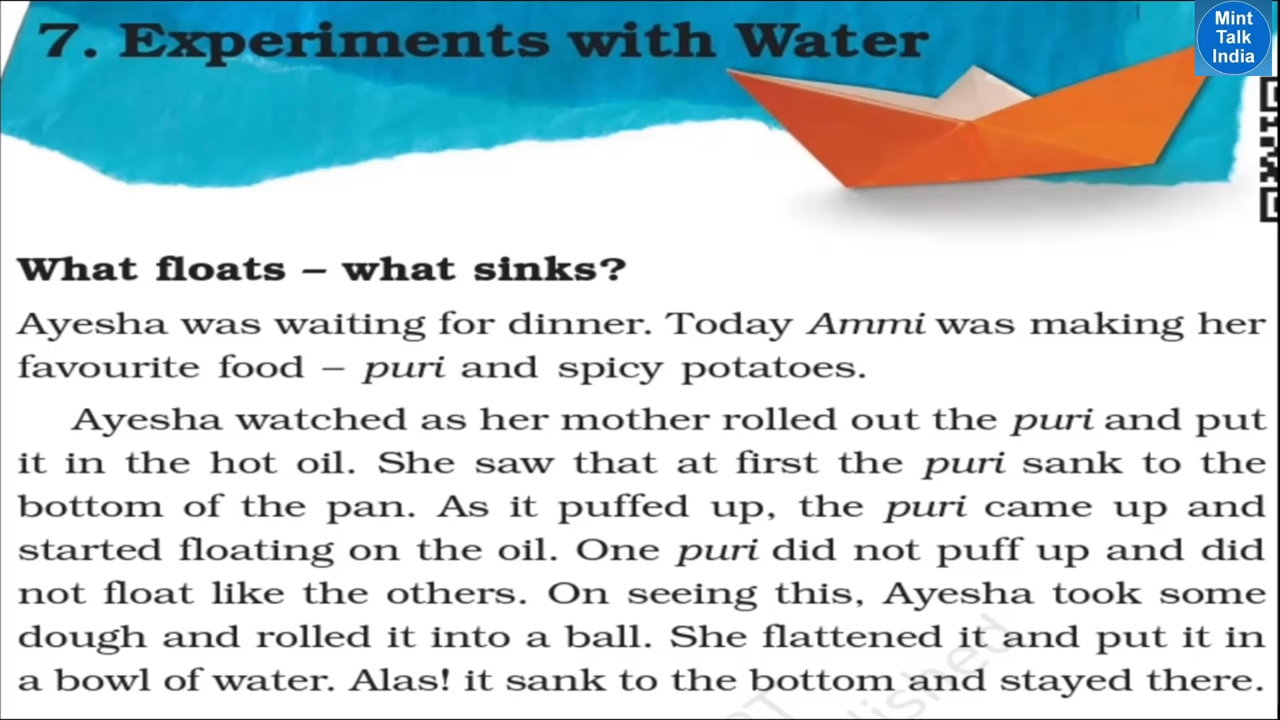 7. Experiments with Water
Mint
Talk
India
What floats – what sinks?
Ayesha was waiting for dinner. Today Ammi was making her
favourite food – puri and spicy potatoes.
Ayesha watched as her mother rolled out the puri and put
it in the hot oil. She saw that at first the puri sank to the
bottom of the pan. As it puffed up, the puri came up and
started floating on the oil. One puri did not puff up and did
not float like the others. On seeing this, Ayesha took some
dough and rolled it into a ball. She flattened it and put it in
a bowl of water. Alas! it sank to the bottom and stayed there.